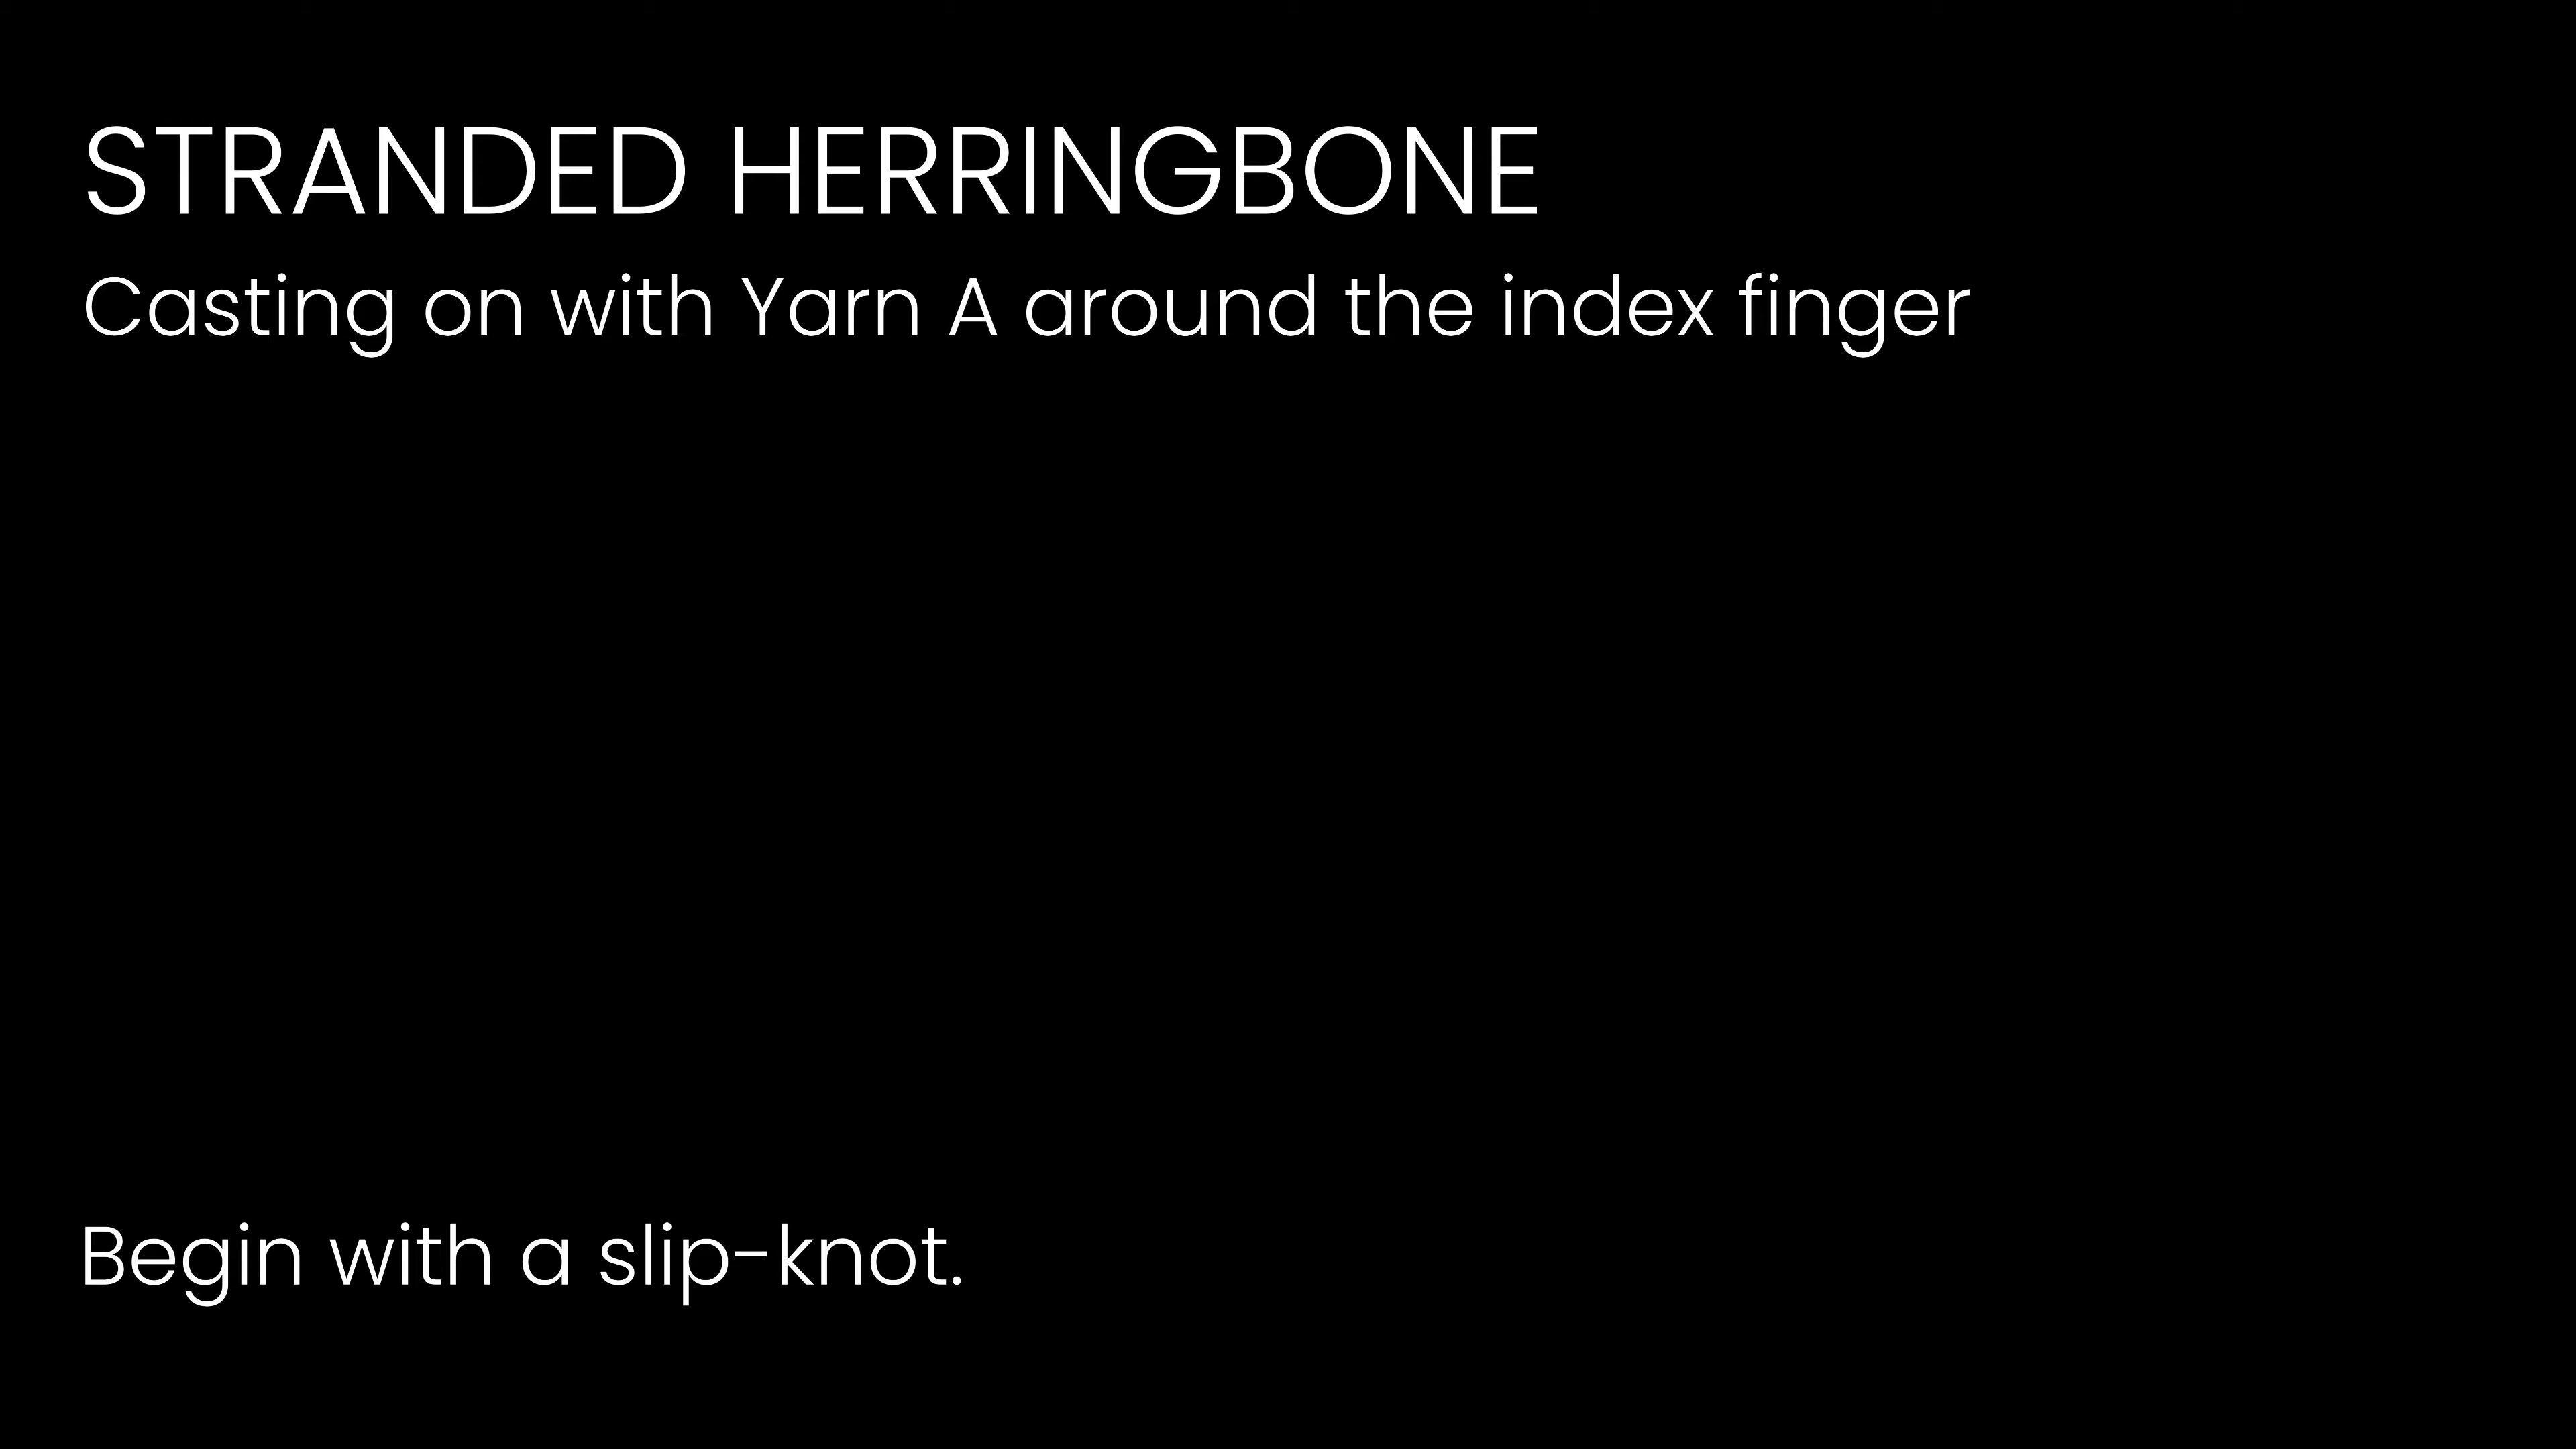 STRANDED HERRINGBONE
Casting on with Yarn A around the index finger
Begin with a slip-knot.